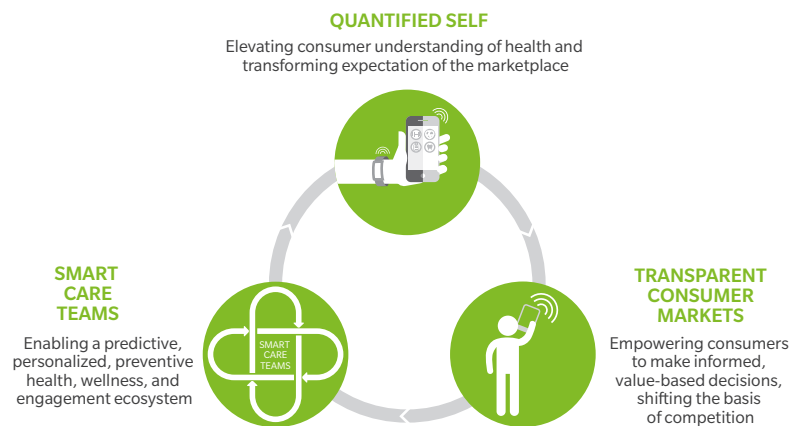 QUANTIFIED SELF
Elevating consumer understanding of health and
transforming expectation of the marketplace
SMART
CARE
TEAMS
Enabling a predictive,
personalized, preventive
health, wellness, and
engagement ecosystem
SMART
CARE
TEAMS
TRANSPARENT
CONSUMER
MARKETS
Empowering consumers
to make informed,
value-based decisions,
shifting the basis
of competition